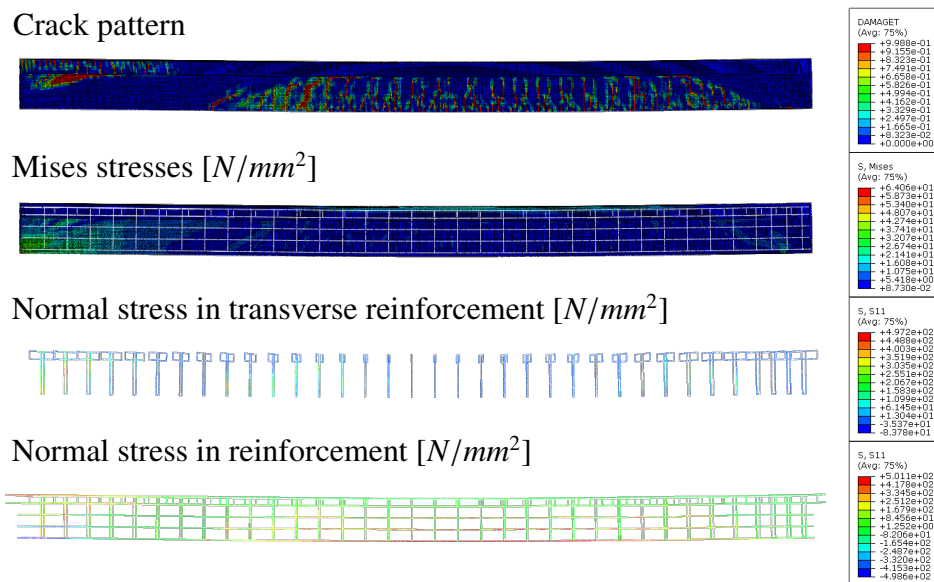 Crack pattern
DAMAGET
(Avg: 75%)
+9.988e-01
+9.155e-01
+8.323e-01
+7.491e-01
+6.658e-01
+5.826e-01
+4.994e-01
+4.162e-01
+3.329e-01
+2.497e-01
+1.665e-01
+8.323e-02
+0.000e+00
Mises stresses [N/mm²]
S, Mises
(Avg: 75%)
+6.406e+01
+5.873e+01
+5.340e+01
+4.807e+01
+4.274e+01
+3.741e+01
+3.207e+01
+2.674e+01
+2.141e+01
+1.608e+01
+1.075e+01
+5.418e+00
+8.730e-02
Normal stress in transverse reinforcement [N/mm²]
S, S11
(Avg: 75%)
+4.972e+02
+4.488e+02
+4.003e+02
+3.519e+02
+3.035e+02
+2.551e+02
+2.067e+02
+1.583e+02
+1.099e+02
+6.145e+01
+1.304e+01
-3.537e+01
-8.378e+01
Normal stress in reinforcement [N/mm²]
S, S11
(Avg: 75%)
+5.011e+02
+4.178e+02
+3.345e+02
+2.512e+02
+1.679e+02
+8.456e+01
+1.252e+00
-8.206e+01
-1.654e+02
-2.487e+02
-3.320e+02
-4.153e+02
-4.986e+02